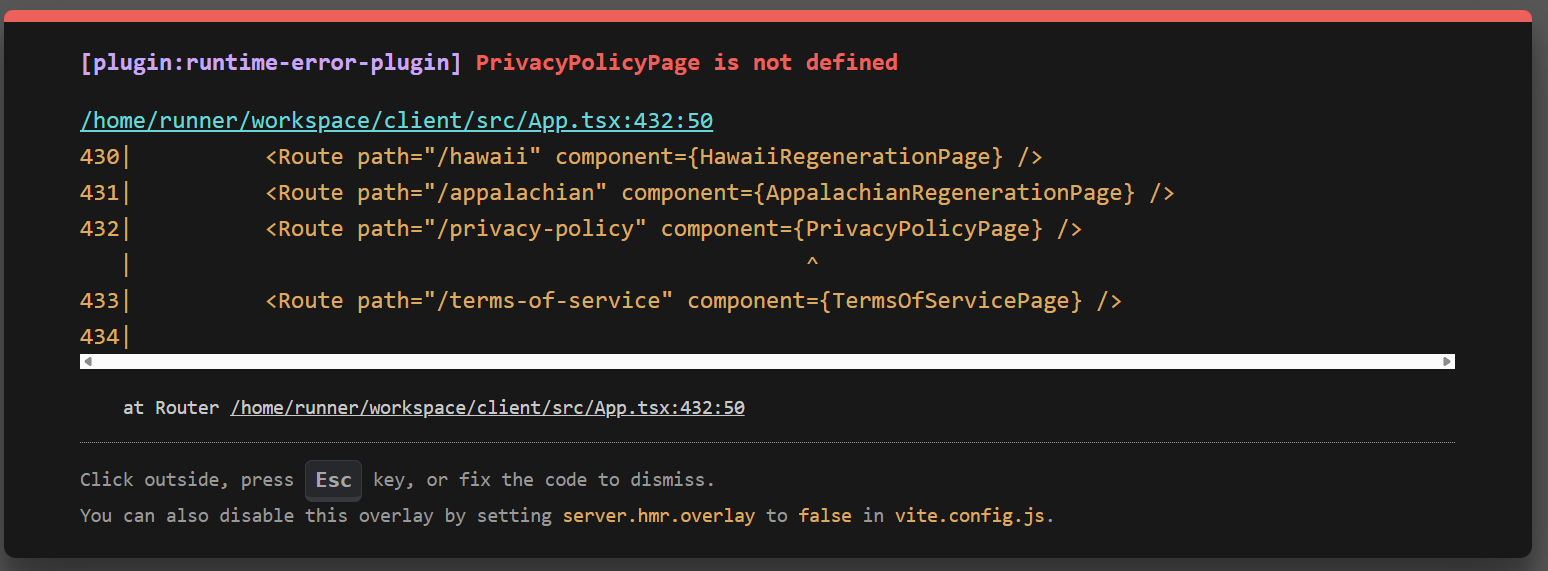 [plugin:runtime-error-plugin] PrivacyPolicyPage is not defined
/home/runner/workspace/client/src/App.tsx:432:50
430|          <Route path="/hawaii" component={HawaiiRegenerationPage} />
431|          <Route path="/appalachian" component={AppalachianRegenerationPage} />
432|          <Route path="/privacy-policy" component={PrivacyPolicyPage} />
   |                                                   ^
433|          <Route path="/terms-of-service" component={TermsOfServicePage} />
434|
at Router /home/runner/workspace/client/src/App.tsx:432:50
Click outside, press Esc key, or fix the code to dismiss.
You can also disable this overlay by setting server.hmr.overlay to false in vite.config.js.